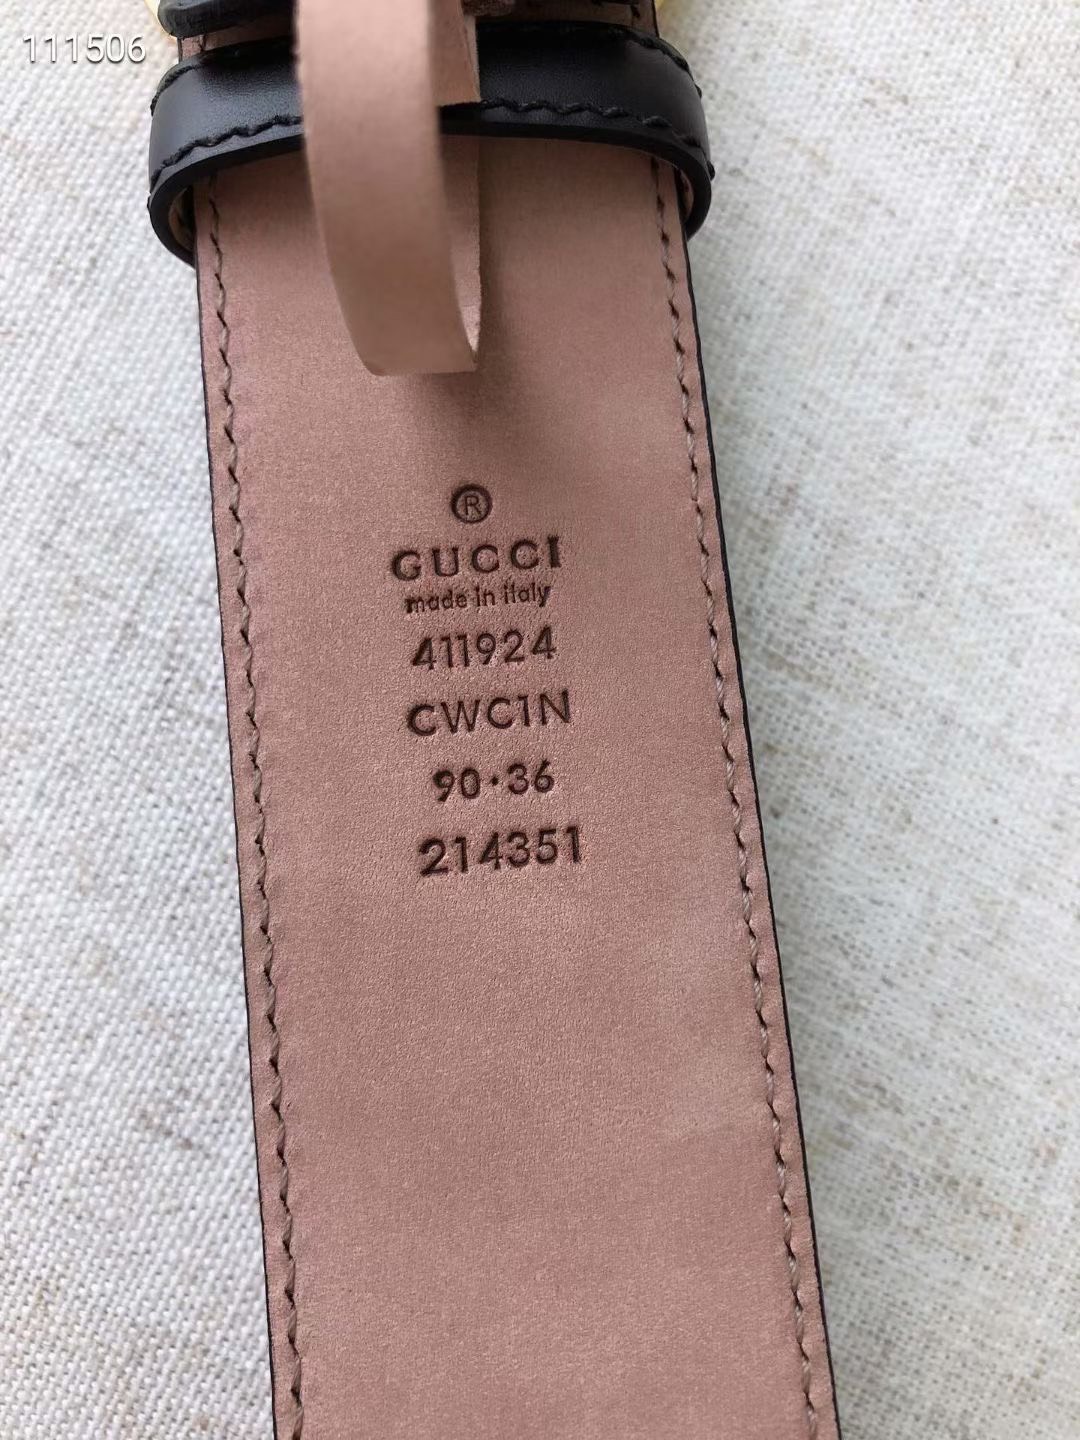 111506
®
GUCCI
made in italy
411924
CWC1N
90·36
214351